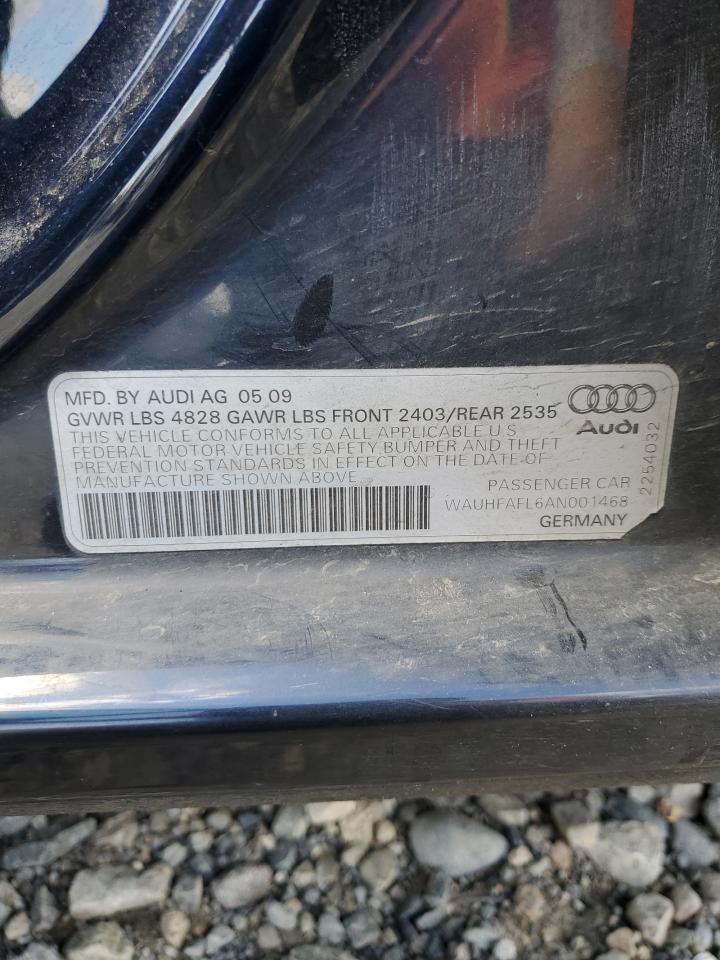 MFD. BY AUDI AG 05.09
GVWR LBS 4828 GAWR LBS FRONT 2403/REAR 2535
THIS VEHICLE CONFORMS TO ALL APPLICABLE U S
FEDERAL MOTOR VEHICLE SAFETY, BUMPER AND THEFT
PREVENTION STANDARDS IN EFFECT ON THE DATE OF
MANUFACTURE SHOWN ABOVE
Audi
PASSENGER CAR
WAUHFAFL6AN001468
GERMANY
2254032